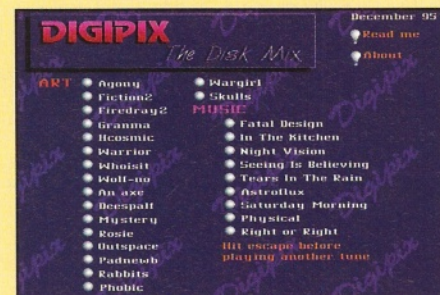 DIGIPIX
The Disk Mix
December 95
Read me
About
ART
Agony
Fiction2
Firedray2
Granma
Hcosmic
Warrior
Whoisit
Wolf-no
An axe
Deespalf
Mystery
Rosie
Outspace
Padnewb
Rabbits
Phobic
Wargirl
Skulls
MUSIC
Fatal Design
In The Kitchen
Night Vision
Seeing Is Believing
Tears In The Rain
Astroflux
Saturday Morning
Physical
Right or Right
Hit escape before
playing another tune